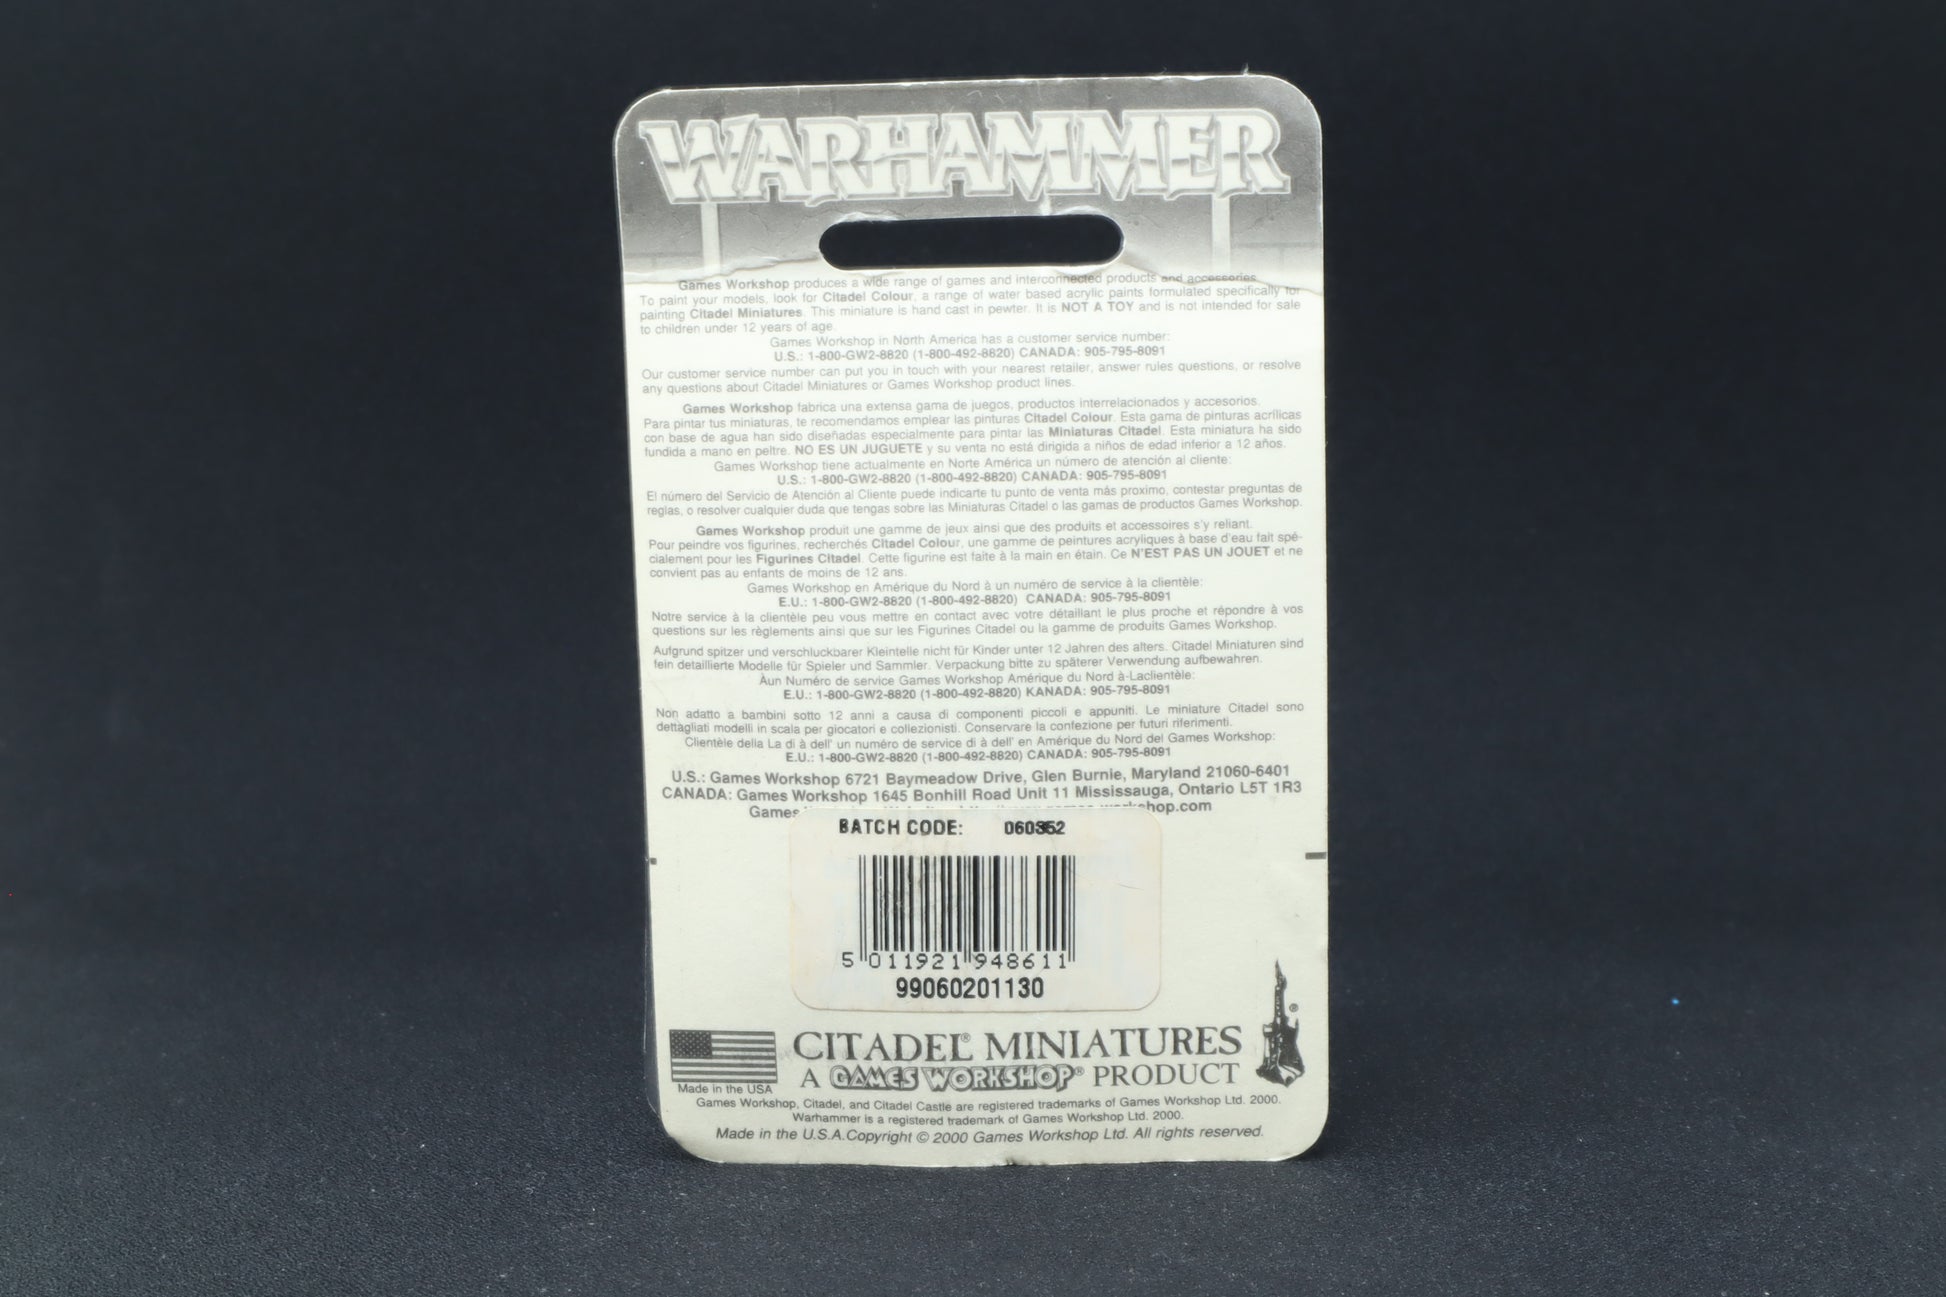 WARHAMMER
Games Workshop produces a wide range of games and interconnected products and accessories.
To paint your models, look for Citadel Colour, a range of water based acrylic paints formulated specifically for
painting Citadel Miniatures. This miniature is hand cast in pewter. It is NOT A TOY and is not intended for sale
to children under 12 years of age.
Games Workshop in North America has a customer service number:
U.S.: 1-800-GW2-8820 (1-800-492-8820) CANADA: 905-795-8091
Our customer service number can put you in touch with your nearest retailer, answer rules questions, or resolve
any questions about Citadel Miniatures or Games Workshop product lines.
Games Workshop fabrica una extensa gama de juegos, productos interrelacionados y accesorios.
Para pintar tus miniaturas, te recomendamos emplear las pinturas Citadel Colour. Esta gama de pinturas acrílicas
con base de agua han sido diseñadas especialmente para pintar las Miniaturas Citadel. Esta miniatura ha sido
fundida a mano en peltre. NO ES UN JUGUETE y su venta no está dirigida a niños de edad inferior a 12 años.
Games Workshop tiene actualmente en Norte América un número de atención al cliente:
U.S.: 1-800-GW2-8820 (1-800-492-8820) CANADA: 905-795-8091
El número del Servicio de Atención al Cliente puede indicarte tu punto de venta más proximo, contestar preguntas de
reglas, o resolver cualquier duda que tengas sobre las Miniaturas Citadel o las gamas de productos Games Workshop.
Games Workshop produit une gamme de jeux ainsi que des produits et accessoires s'y reliant.
Pour peindre vos figurines, recherchés Citadel Colour, une gamme de peintures acryliques à base d'eau fait spé-
cialement pour les Figurines Citadel. Cette figurine est faite à la main en étain. Ce N'EST PAS UN JOUET et ne
convient pas au enfants de moins de 12 ans.
Games Workshop en Amérique du Nord à un numéro de service à la clientèle:
E.U.: 1-800-GW2-8820 (1-800-492-8820) CANADA: 905-795-8091
Notre service à la clientèle peu vous mettre en contact avec votre détaillant le plus proche et répondre à vos
questions sur les règlements ainsi que sur les Figurines Citadel ou la gamme de produits Games Workshop.
Aufgrund spitzer und verschluckbarer Kleinteile nicht für Kinder unter 12 Jahren des alters. Citadel Miniaturen sind
fein detaillierte Modelle für Spieler und Sammler. Verpackung bitte zu späterer Verwendung aufbewahren.
Àun Numéro de service Games Workshop Amérique du Nord à-Laclientèle:
E.U.: 1-800-GW2-8820 (1-800-492-8820) KANADA: 905-795-8091
Non adatto a bambini sotto 12 anni a causa di componenti piccoli e appuniti. Le miniature Citadel sono
dettagliati modelli in scala per giocatori e collezionisti. Conservare la confezione per futuri riferimenti.
Clientèle della La di à dell' un numéro de service di à dell' en Amérique du Nord del Games Workshop:
E.U.: 1-800-GW2-8820 (1-800-492-8820) CANADA: 905-795-8091
U.S.: Games Workshop 6721 Baymeadow Drive, Glen Burnie, Maryland 21060-6401
CANADA: Games Workshop 1645 Bonhill Road Unit 11 Mississauga, Ontario L5T 1R3
Games
BATCH CODE:
5 011921 948611
99060201130
CITADEL® MINIATURES
A GAMES WORKSHOP® PRODUCT
Made in the USA
Games Workshop, Citadel, and Citadel Castle are registered trademarks of Games Workshop Ltd. 2000.
Warhammer is a registered trademark of Games Workshop Ltd. 2000.
Made in the U.S.A. Copyright © 2000 Games Workshop Ltd. All rights reserved.